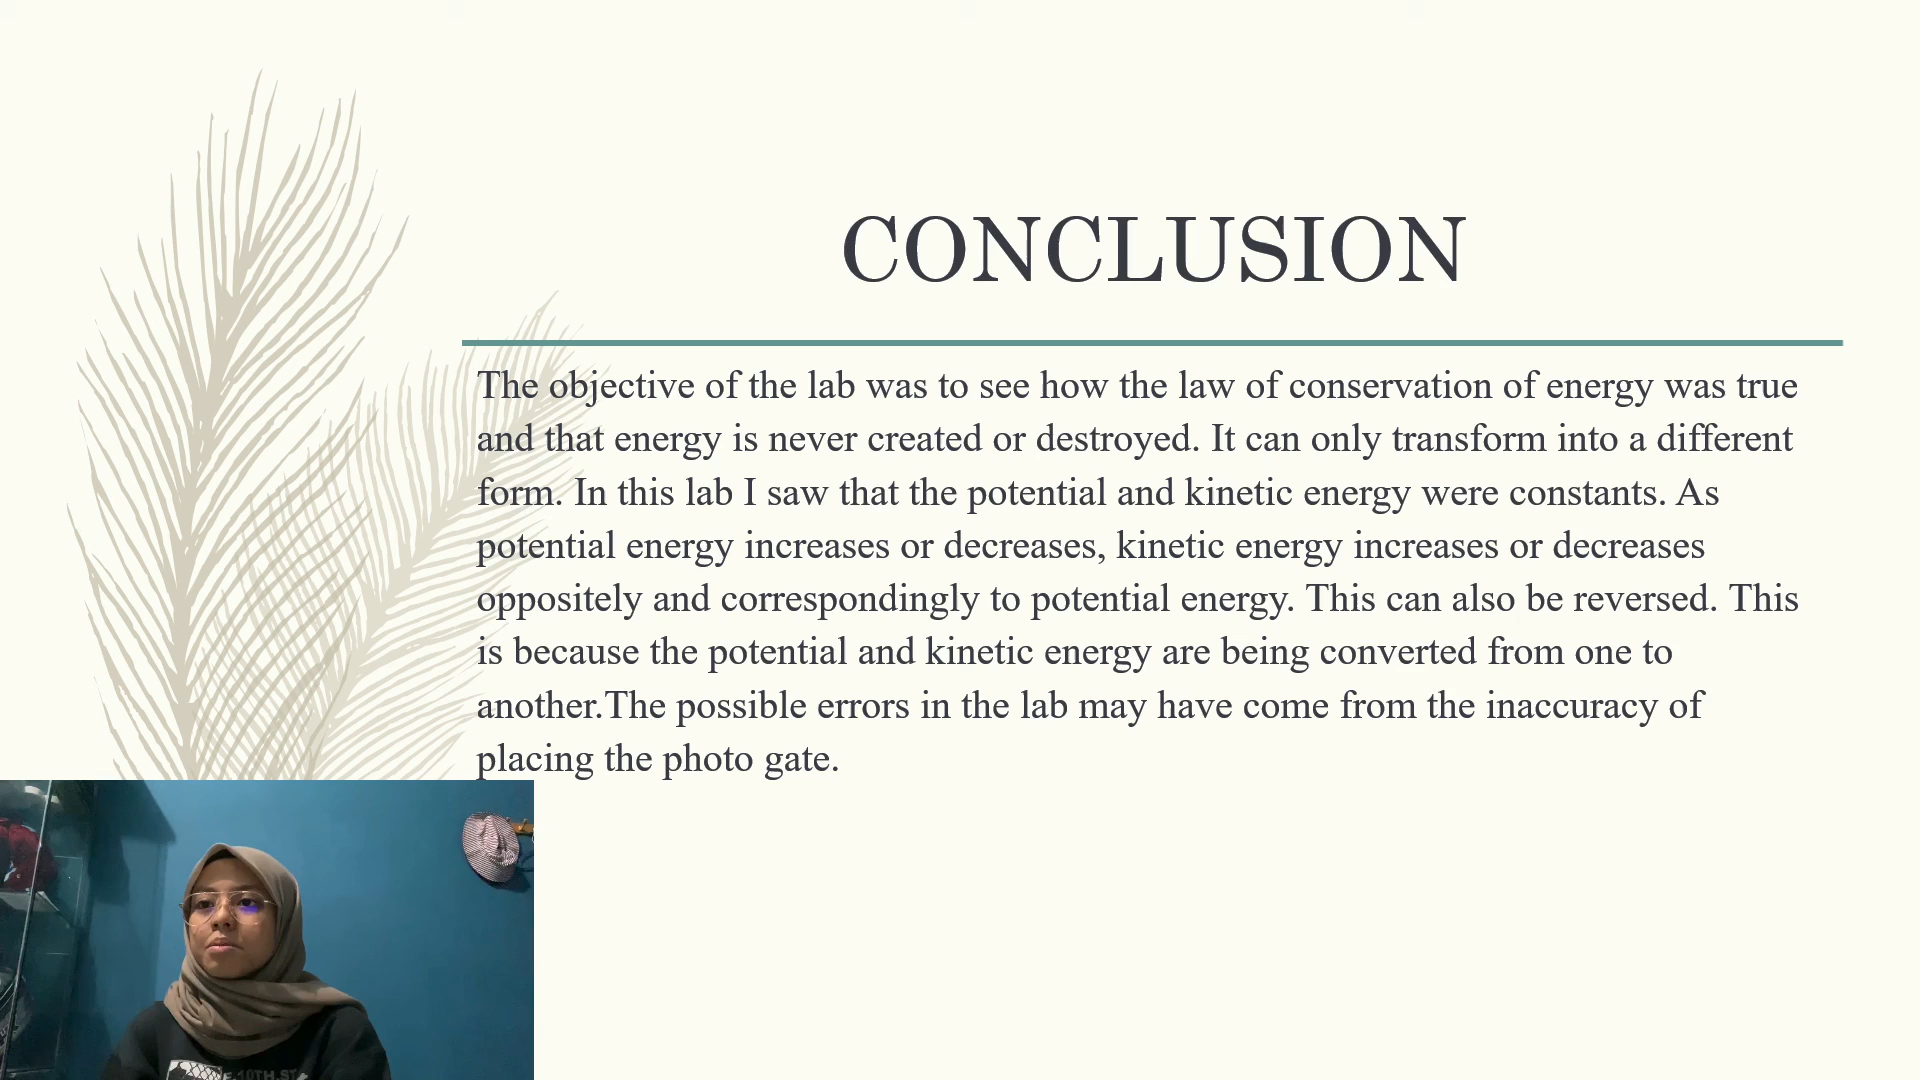 CONCLUSION
The objective of the lab was to see how the law of conservation of energy was true
and that energy is never created or destroyed. It can only transform into a different
form. In this lab I saw that the potential and kinetic energy were constants. As
potential energy increases or decreases, kinetic energy increases or decreases
oppositely and correspondingly to potential energy. This can also be reversed. This
is because the potential and kinetic energy are being converted from one to
another.The possible errors in the lab may have come from the inaccuracy of
placing the photo gate.
10TH.ST